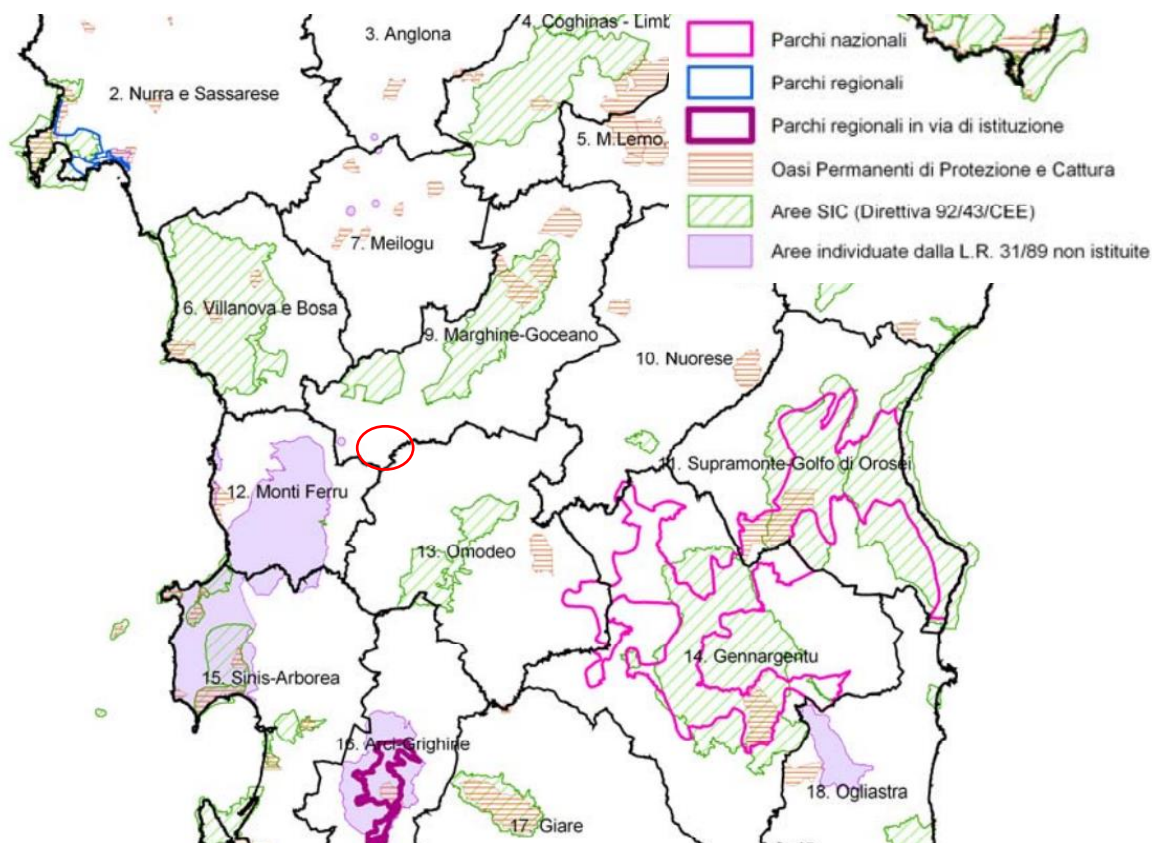 3. Anglona
4. Coghinas - Limb
2. Nurra e Sassarese
5. M.Lerno,
7. Meilogu
6. Villanova e Bosa
9. Marghine-Goceano
10. Nuorese
11. Supramonte-Golfo di Orosei
12. Monti Ferru
13. Omodeo
14. Gennargentu
15. Sinis-Arborea
16. Arci-Grighine
17. Giare
18. Ogliastra
Parchi nazionali
Parchi regionali
Parchi regionali in via di istituzione
Oasi Permanenti di Protezione e Cattura
Aree SIC (Direttiva 92/43/CEE)
Aree individuate dalla L.R. 31/89 non istituite